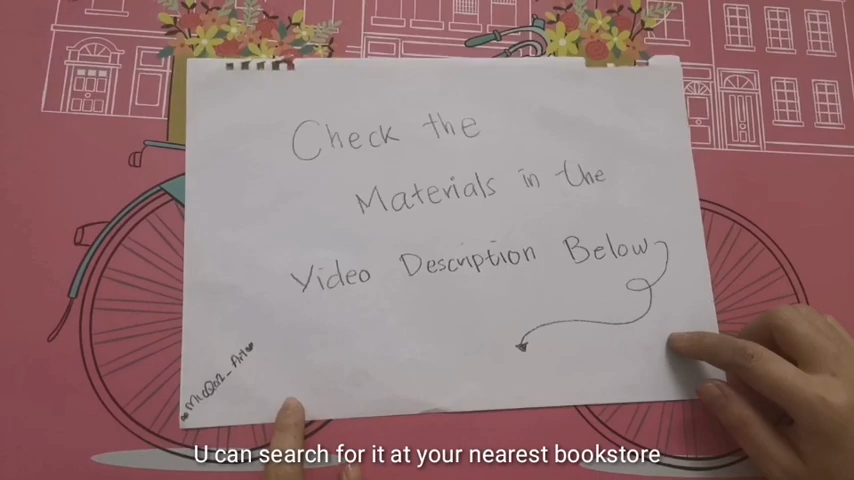 Check the
Materials in the
Video Description Below
U can search for it at your nearest bookstore